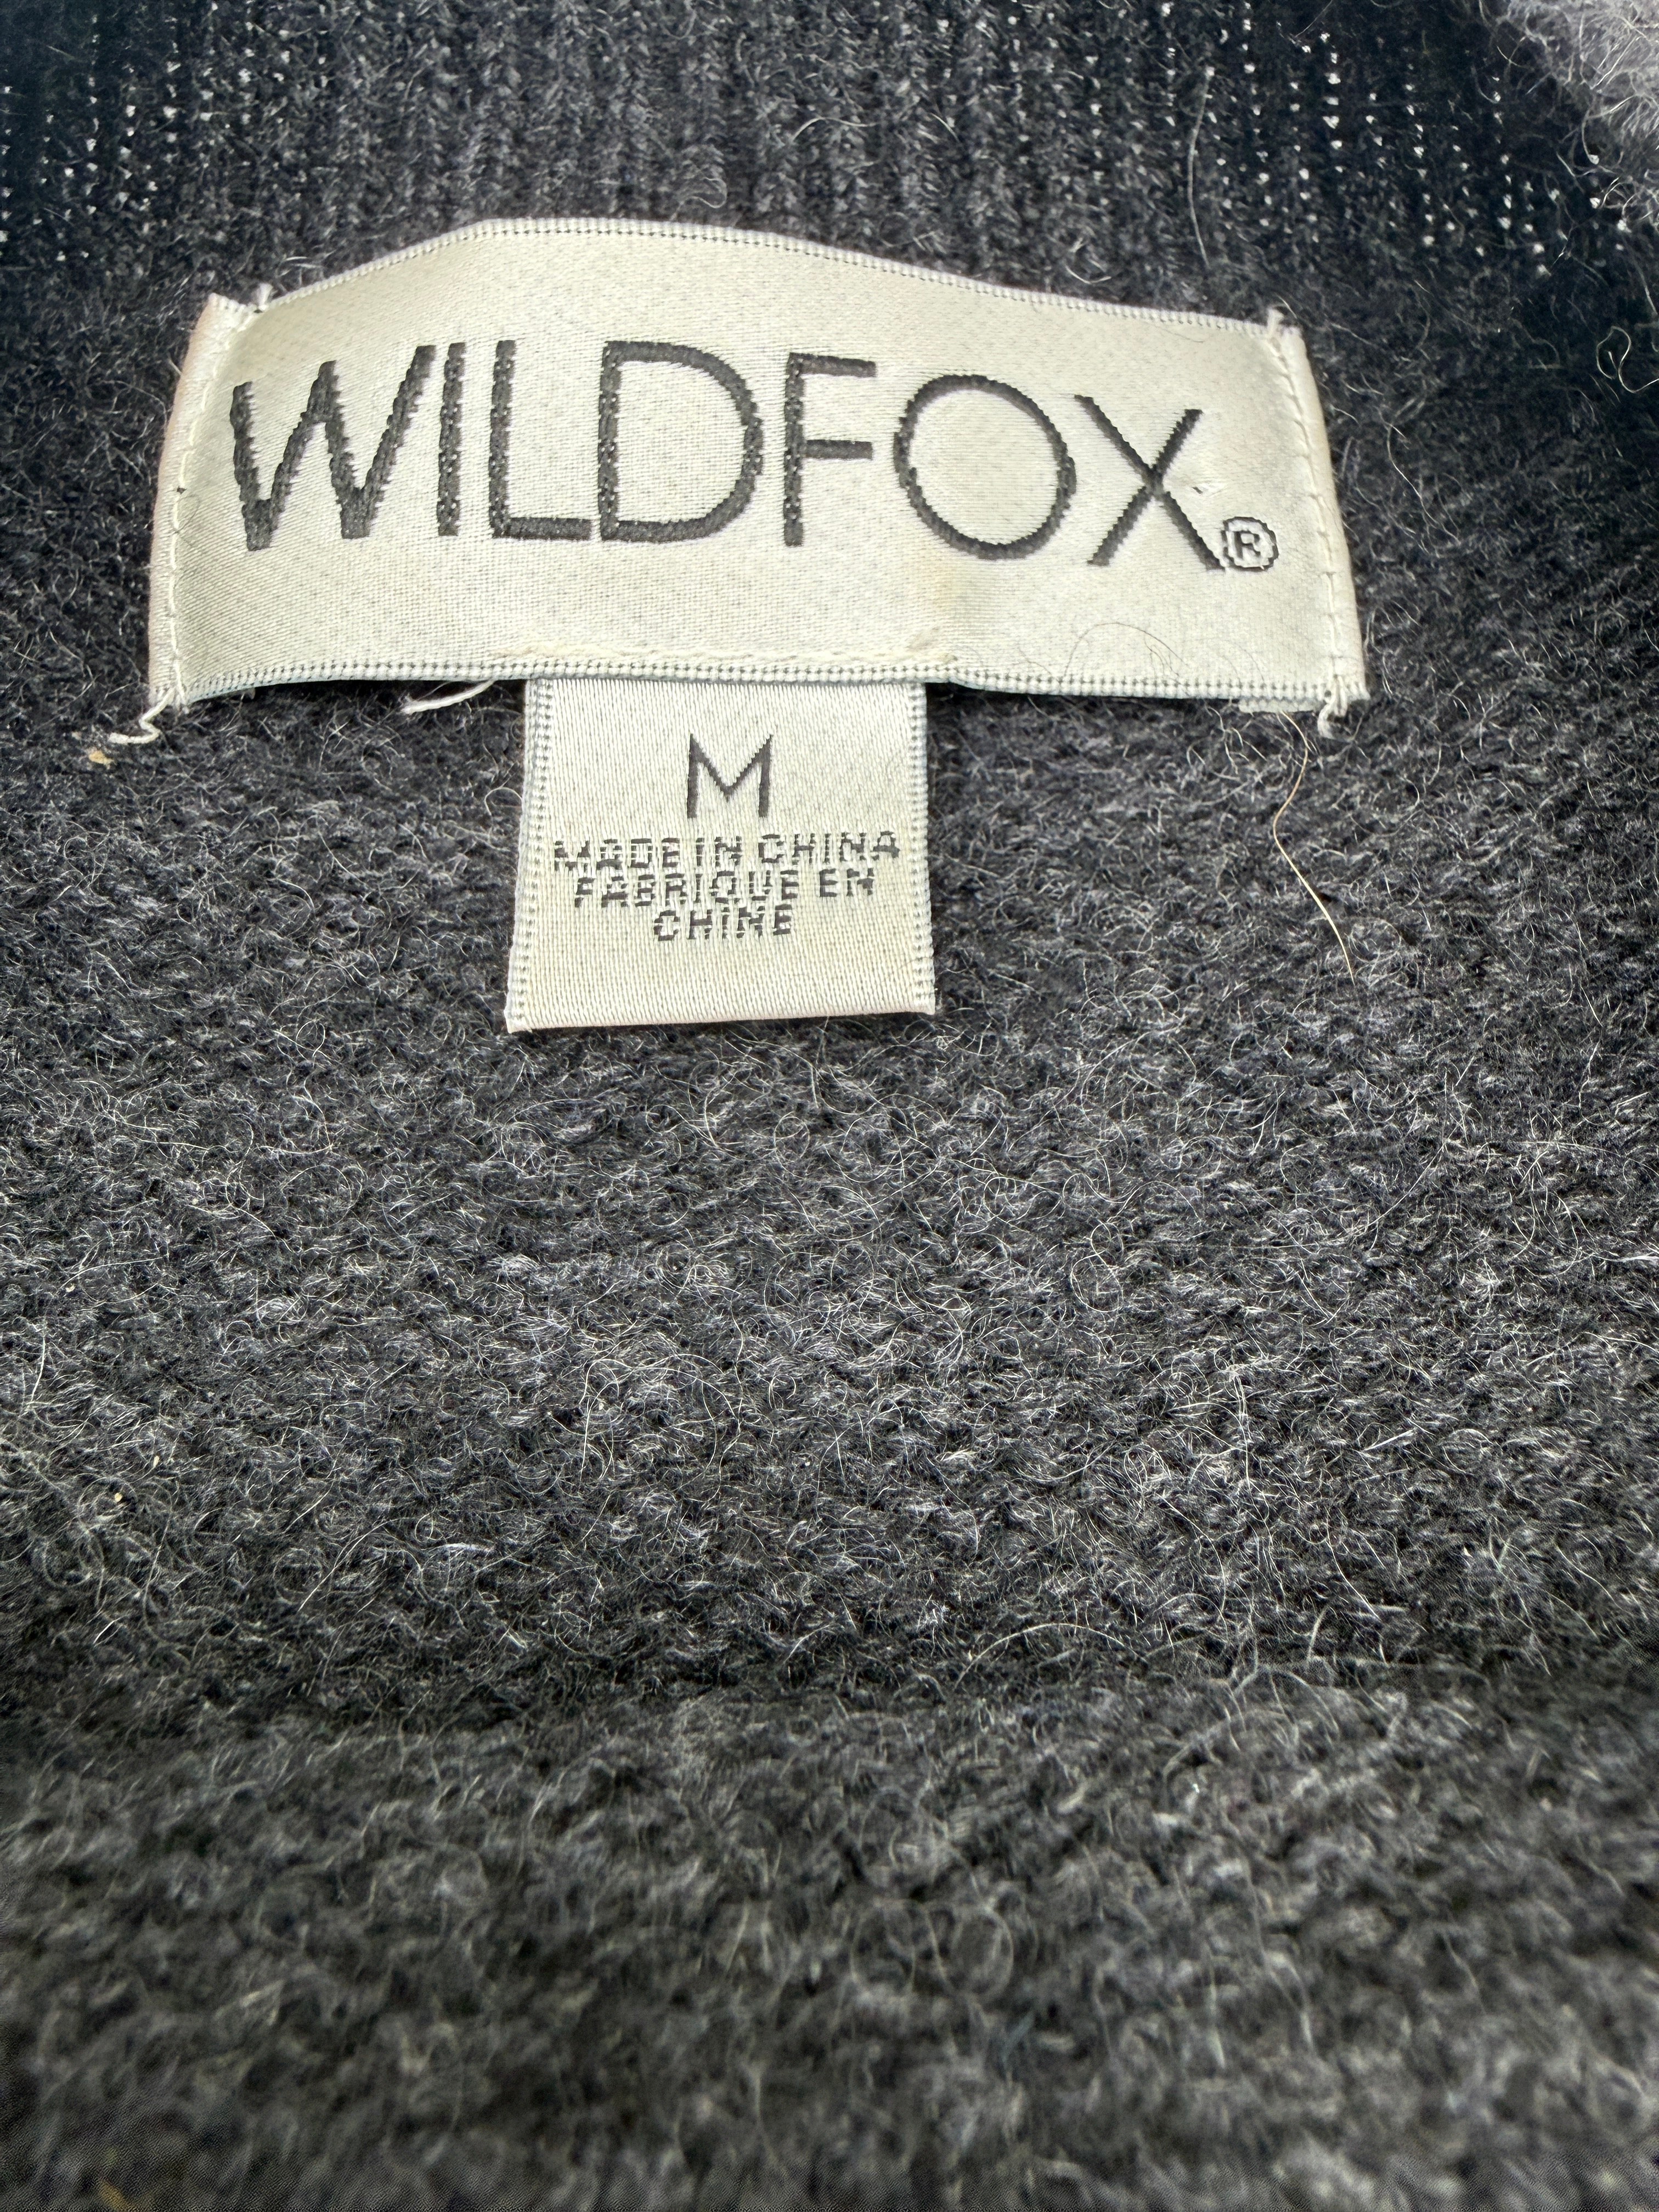 WILDFOX®
M
MADE IN CHINA
FABRIQUE EN
CHINE